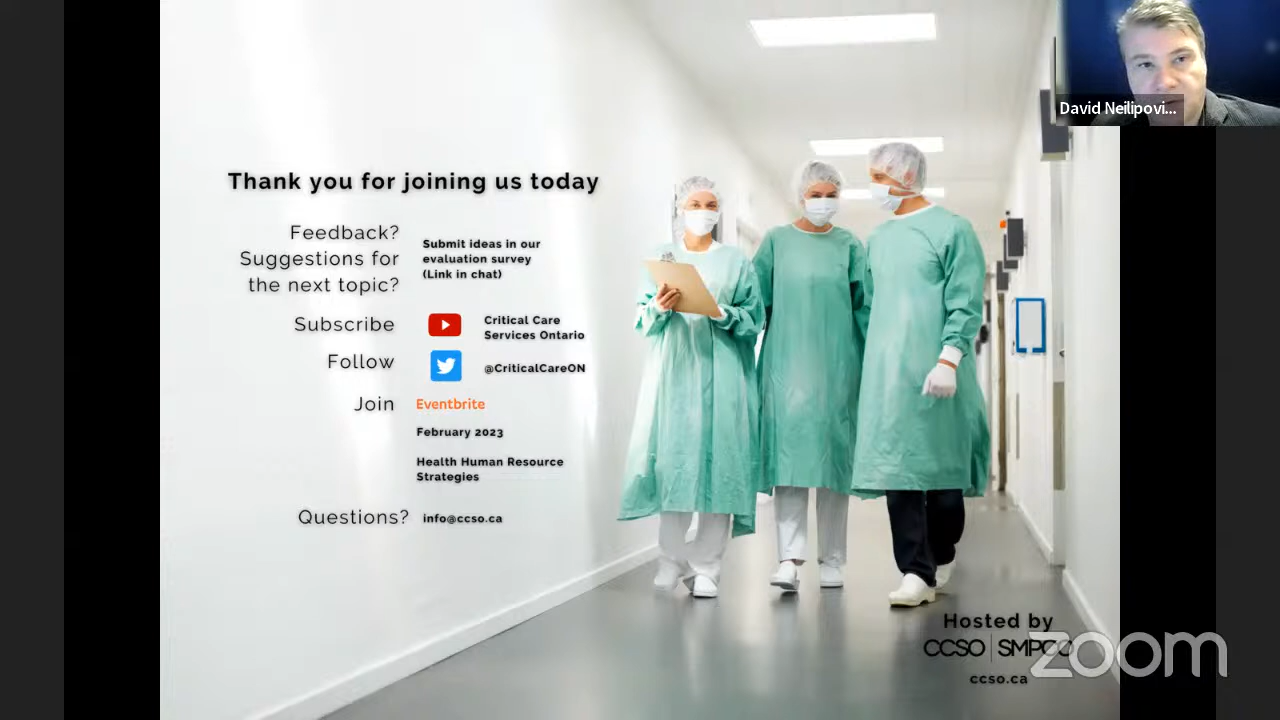 David Neilipovi...
Thank you for joining us today
Feedback?
Suggestions for
the next topic?
Submit ideas in our
evaluation survey
(Link in chat)
Subscribe
Critical Care
Services Ontario
Follow
@CriticalCareON
Join
Eventbrite
February 2023
Health Human Resource
Strategies
Questions?
info@ccso.ca
Hosted by
CCSO | SMPCC
zoom
ccso.ca